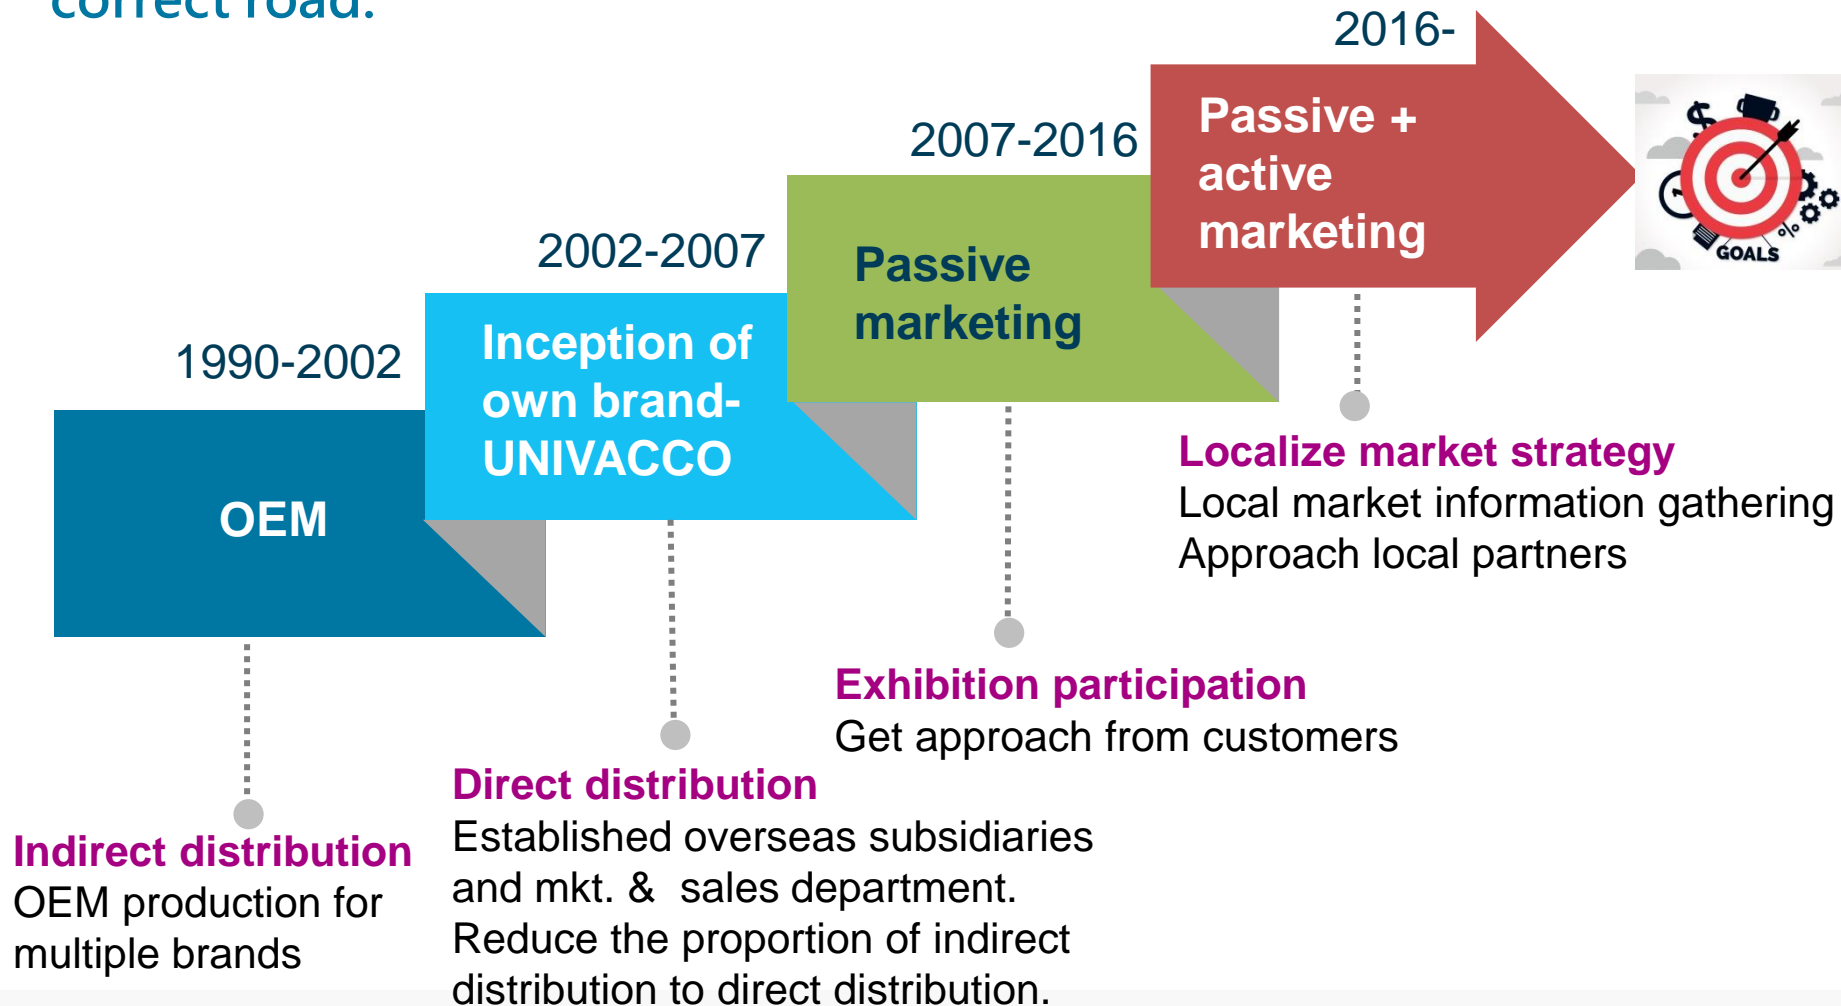 correct road.
1990-2002
OEM
Indirect distribution
OEM production for
multiple brands
2002-2007
Inception of
own brand-
UNIVACCO
Direct distribution
Established overseas subsidiaries
and mkt. &  sales department.
Reduce the proportion of indirect
distribution to direct distribution.
2007-2016
Passive
marketing
Exhibition participation
Get approach from customers
2016-
Passive +
active
marketing
Localize market strategy
Local market information gathering
Approach local partners
$
%
GOALS